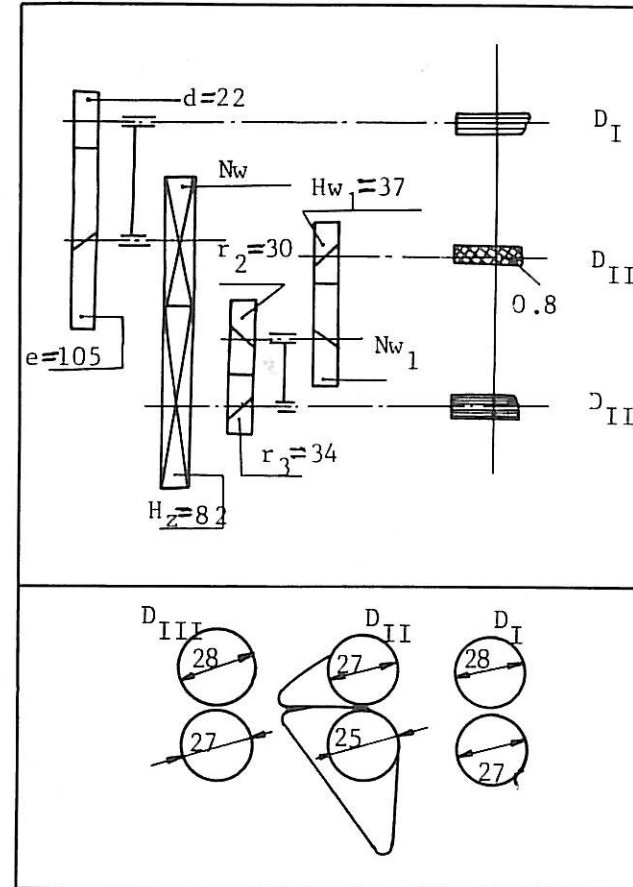 d=22
D_I
Nw
Hw_1=37
r_2=30
D_II
0.8
e=105
Nw_1
D_II
r_3=34
H_z=82
D_III D_II D_I
28 27 28
27 25 27